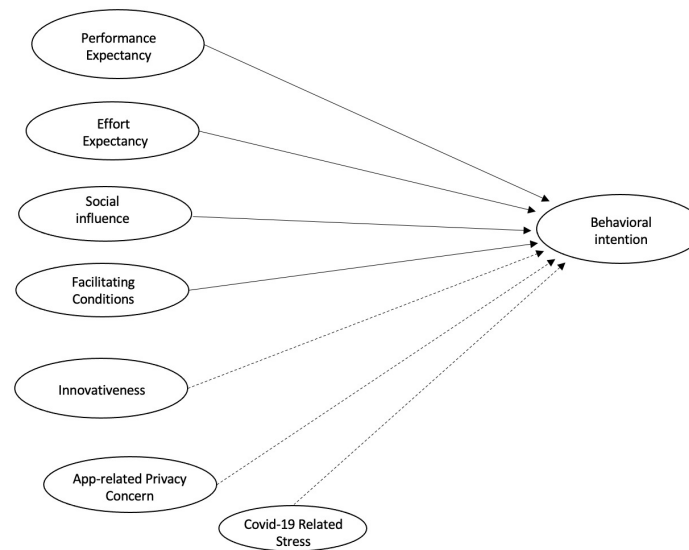 Performance
Expectancy
Effort
Expectancy
Social
influence
Behavioral
intention
Facilitating
Conditions
Innovativeness
App-related Privacy
Concern
Covid-19 Related
Stress